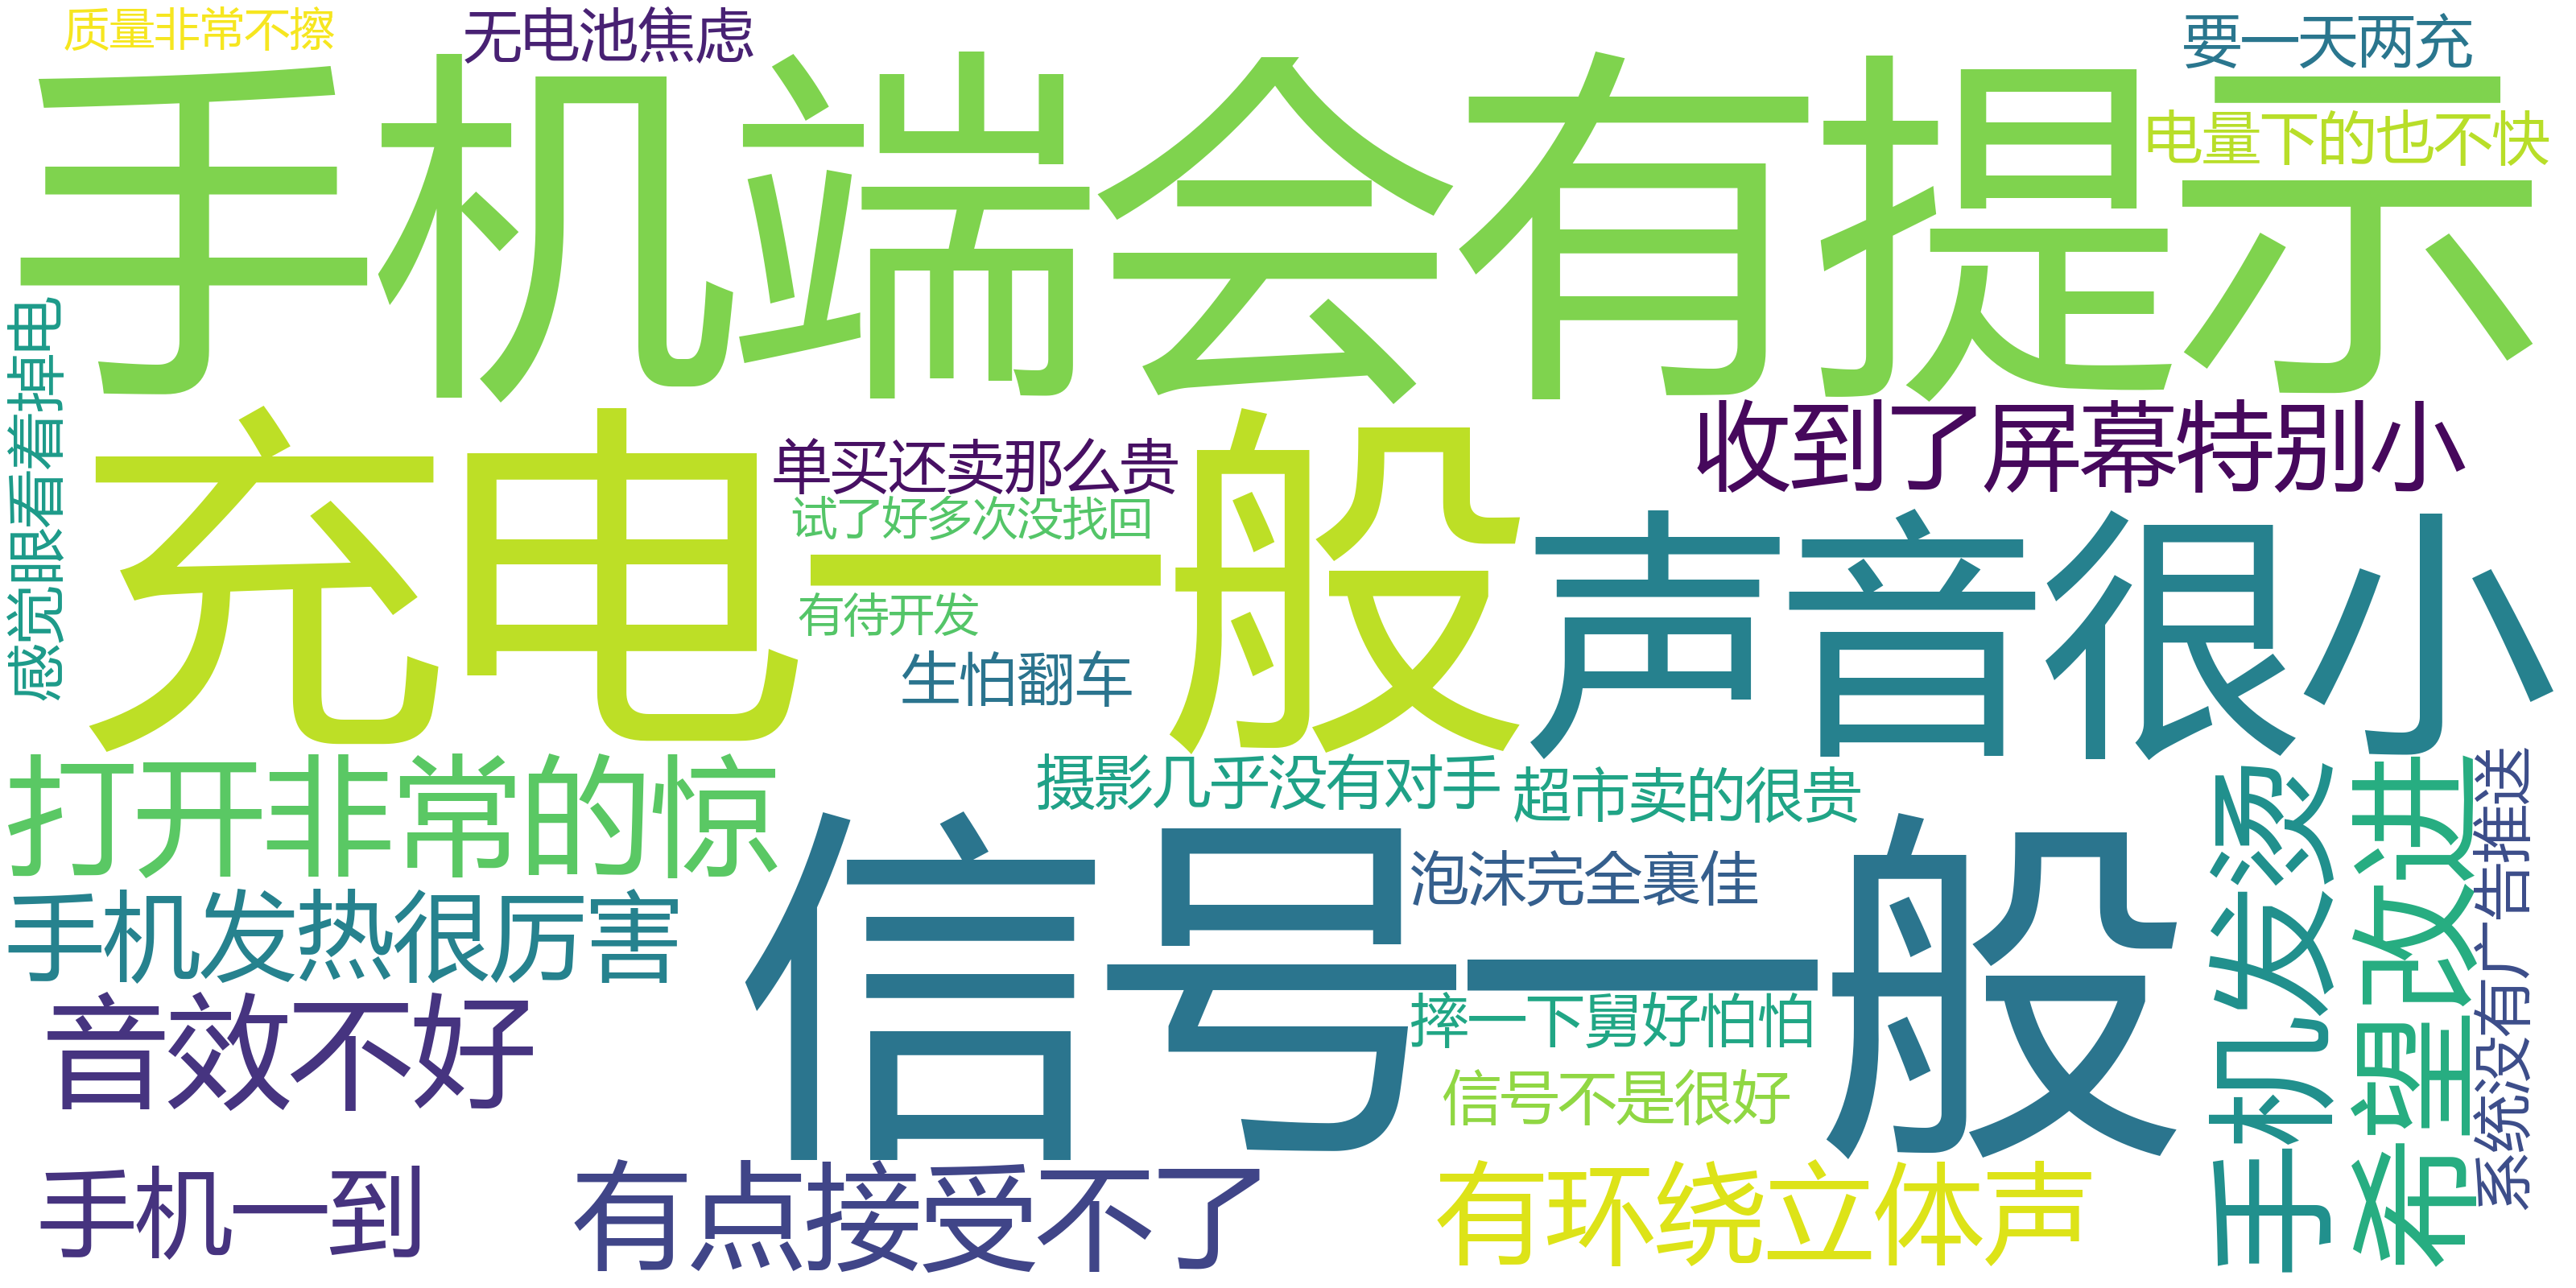 质量非常不擦
无电池焦虑
要一天两充
手机端会有提示
电量下的也不快
感觉眼看着掉电
充电一般
单买还卖那么贵
收到了屏幕特别小
试了好多次没找回
声音很小
有待开发
生怕翻车
打开非常的惊
摄影几乎没有对手
超市卖的很贵
手机发烫
希望改进
系统没有广告推送
信号一般
泡沫完全裹佳
手机发热很厉害
音效不好
摔一下舅好怕怕
信号不是很好
手机一到
有点接受不了
有环绕立体声